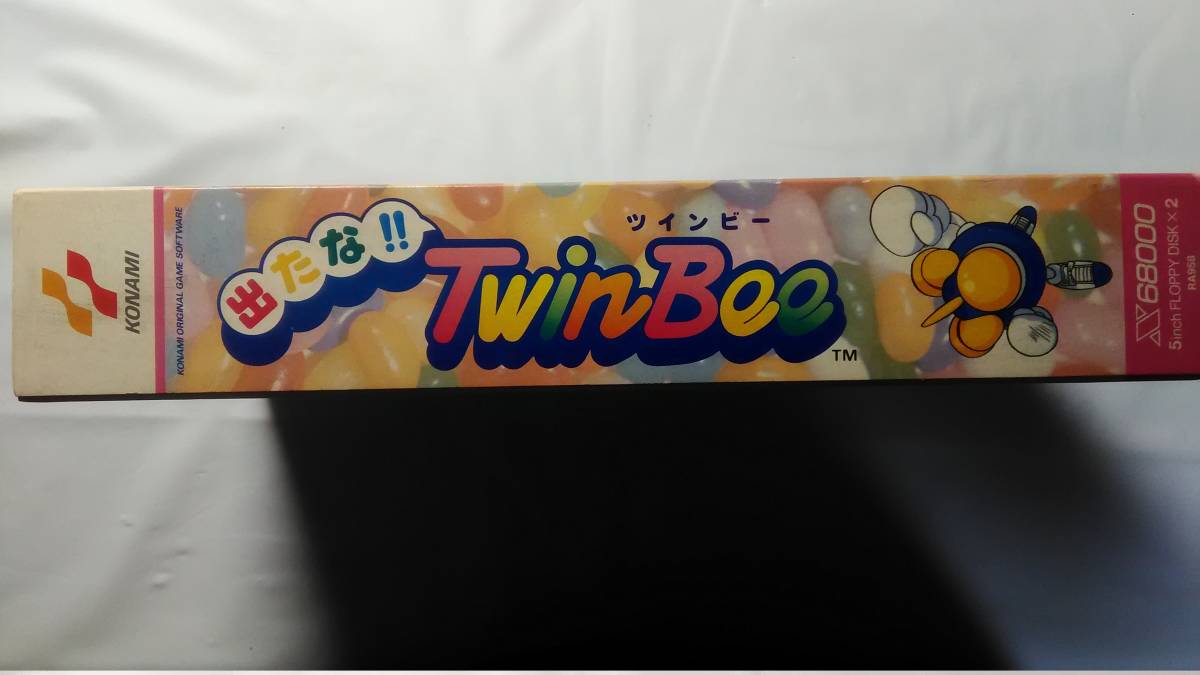 KONAMI
KONAMI ORIGINAL GAME SOFTWARE
出たな!!
ツインビー
TwinBee
TM
X68000
5inch FLOPPY DISK×2
RA958